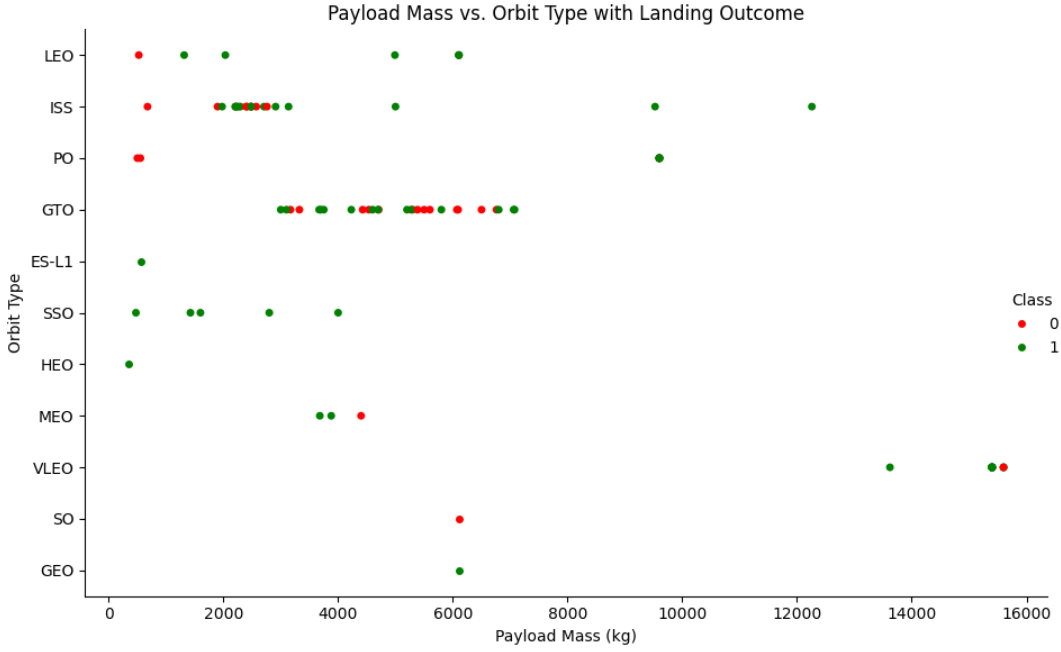 Payload Mass vs. Orbit Type with Landing Outcome
Orbit Type
LEO
ISS
PO
GTO
ES-L1
SSO
HEO
MEO
VLEO
SO
GEO
0 2000 4000 6000 8000 10000 12000 14000 16000
Payload Mass (kg)
Class
0
1